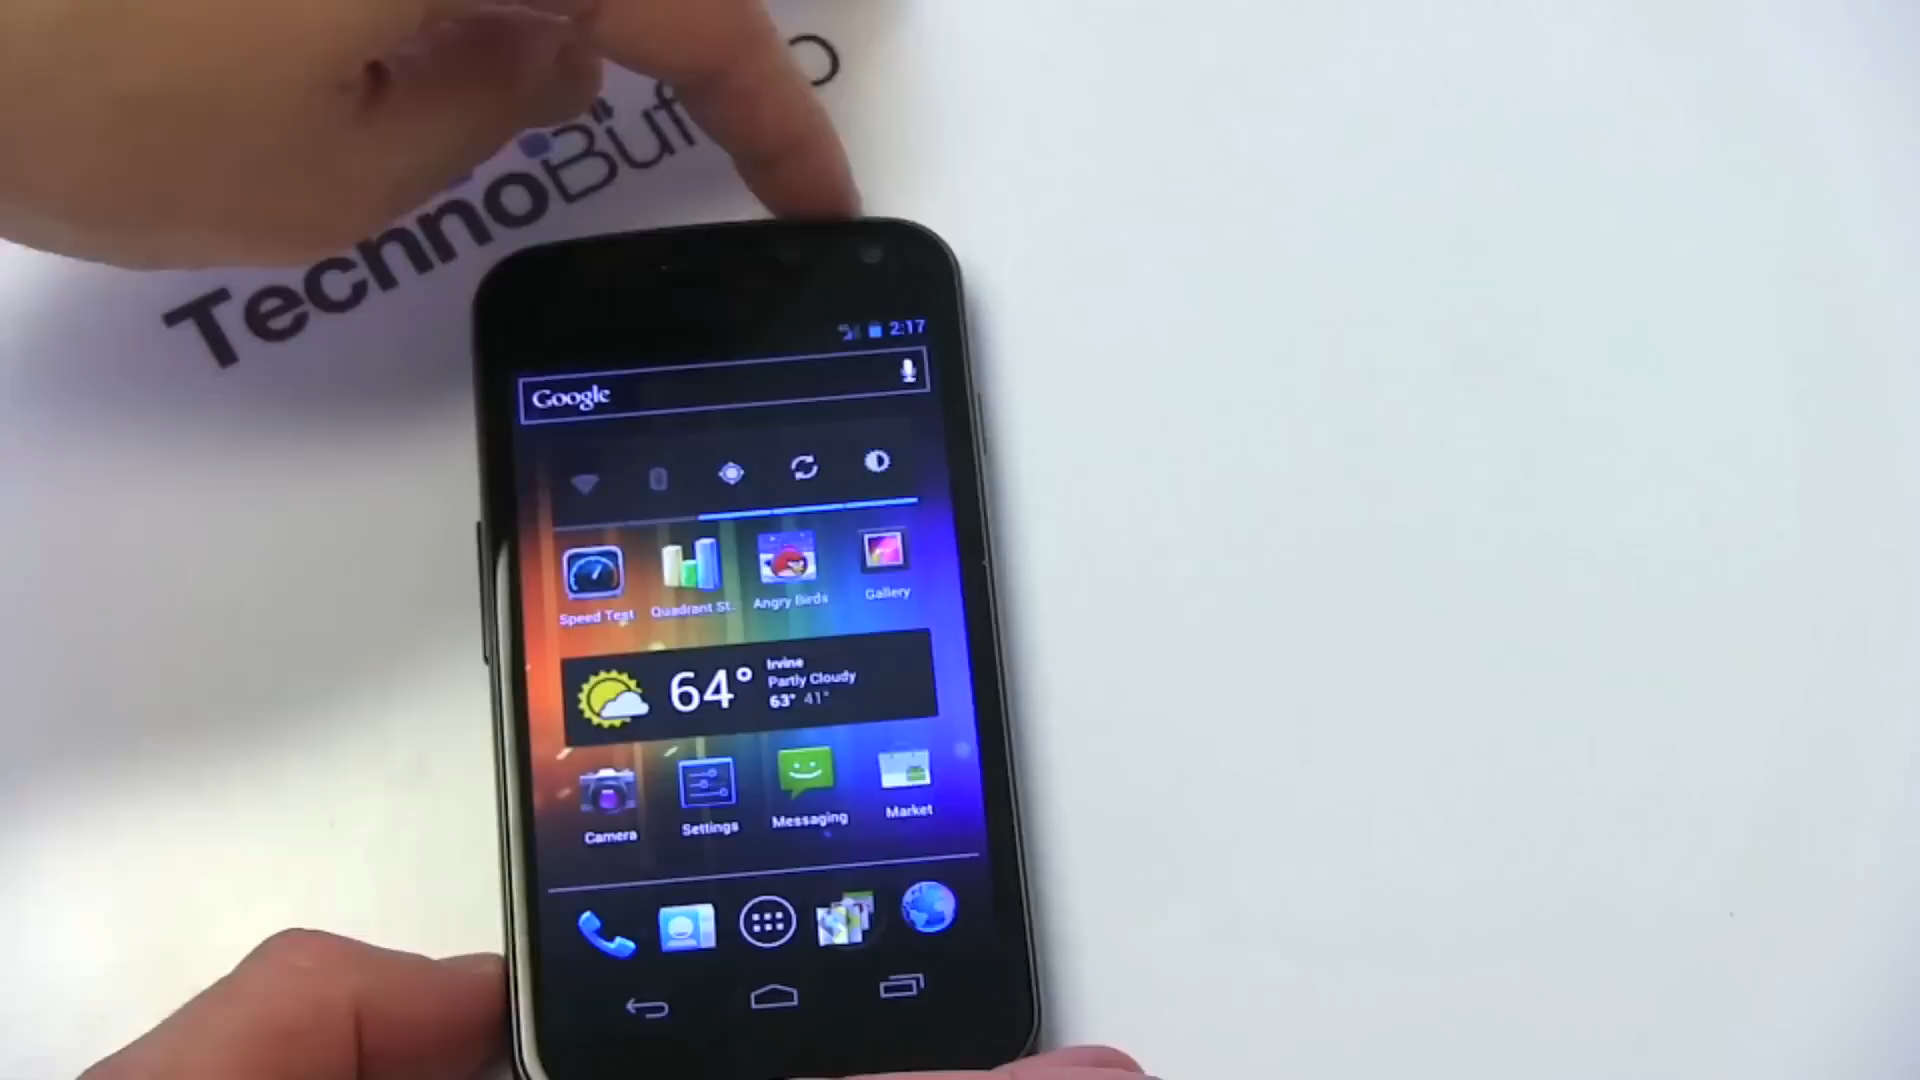 TechnoBuf
2:17
Google
Speed Test
Quadrant St..
Angry Birds
Gallery
64°
Irvine
Partly Cloudy
63° 41°
Camera
Settings
Messaging
Market